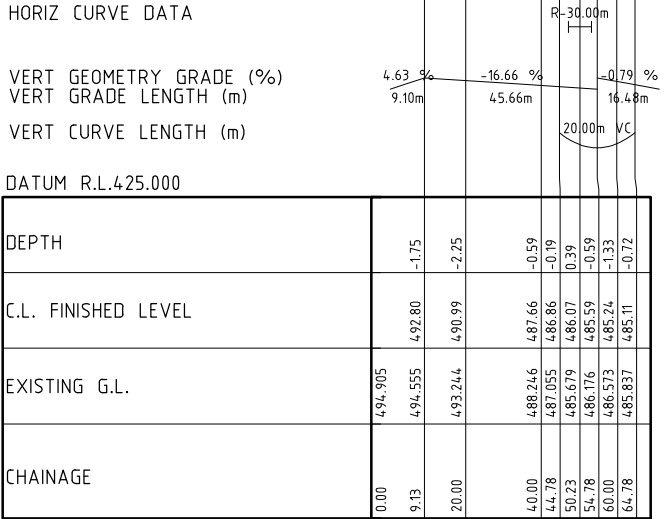 HORIZ CURVE DATA R-30.00m
VERT GEOMETRY GRADE (%) 4.63 % -16.66 % -0.79 %
VERT GRADE LENGTH (m) 9.10m 45.66m 16.48m
VERT CURVE LENGTH (m) 20.00m VC
DATUM R.L.425.000
DEPTH -1.75 -2.25 -0.59 -0.19 0.39 -0.59 -1.33 -0.72
C.L. FINISHED LEVEL 492.80 490.99 487.66 486.86 486.07 485.59 485.24 485.11
EXISTING G.L. 494.905 494.555 493.244 488.246 487.055 485.679 486.176 486.573 485.837
CHAINAGE 0.00 9.13 20.00 40.00 44.78 50.23 54.78 60.00 64.78